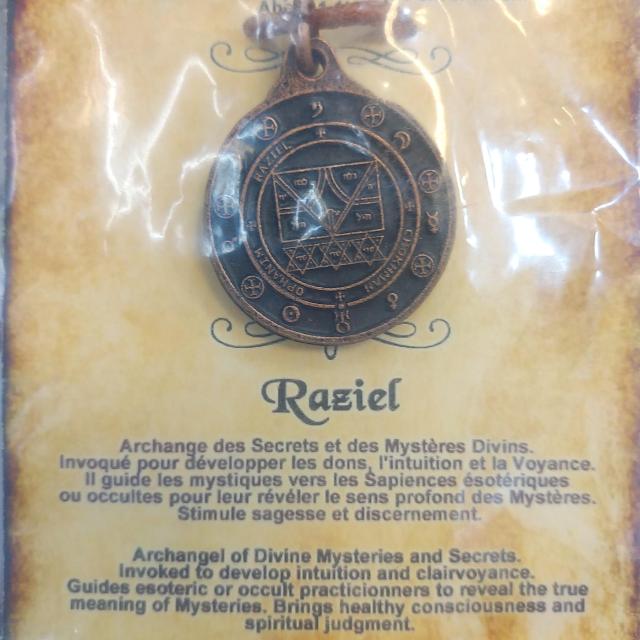 RAZIEL
OPHANIM
Raziel
Archange des Secrets et des Mystères Divins.
Invoqué pour développer les dons, l'intuition et la Voyance.
Il guide les mystiques vers les Sapiences ésotériques
ou occultes pour leur révéler le sens profond des Mystères.
Stimule sagesse et discernement.
Archangel of Divine Mysteries and Secrets.
Invoked to develop intuition and clairvoyance.
Guides esoteric or occult practicionners to reveal the true
meaning of Mysteries. Brings healthy consciousness and
spiritual judgment.